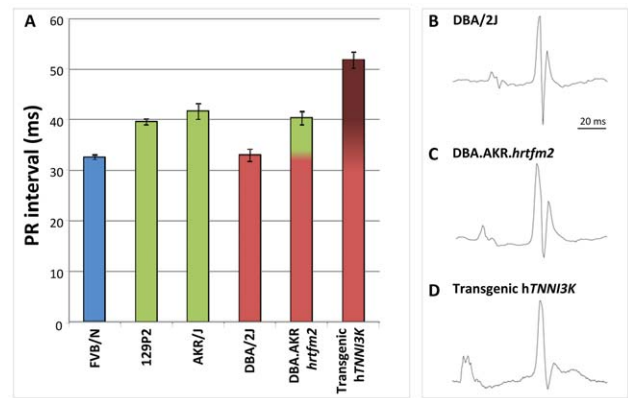 A
PR interval (ms)
60
50
40
30
20
10
0
FVB/N
129P2
AKR/J
DBA/2J
DBA.AKR
hrtfm2
Transgenic
hTNNI3K
B
DBA/2J
20 ms
C
DBA.AKR.hrtfm2
D
Transgenic hTNNI3K